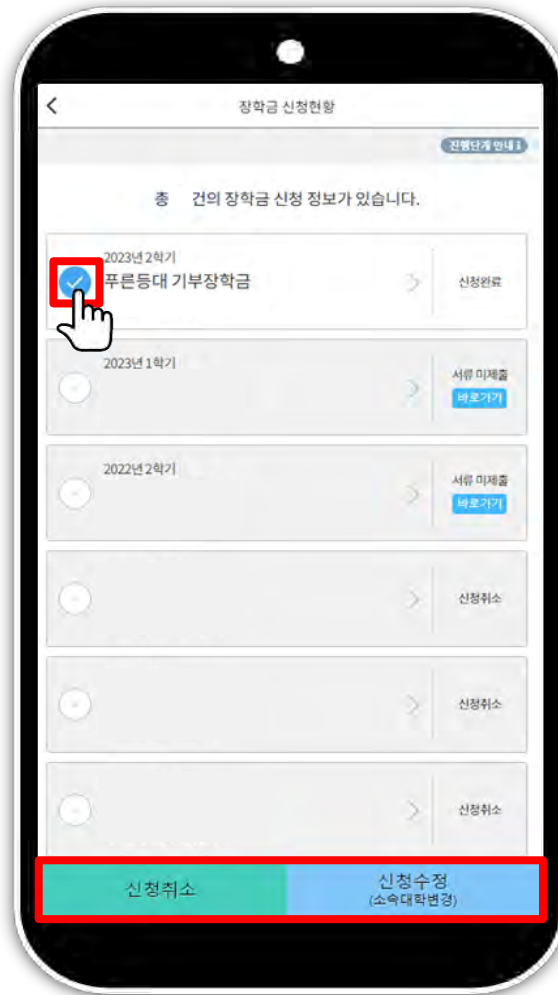 장학금 신청현황
진행단계 안내
총 건의 장학금 신청 정보가 있습니다.
2023년 2학기
푸른등대 기부장학금
신청완료
2023년 1학기
서류 미제출
바로가기
2022년 2학기
서류 미제출
바로가기
신청취소
신청취소
신청취소
신청취소
신청수정
(소속대학변경)